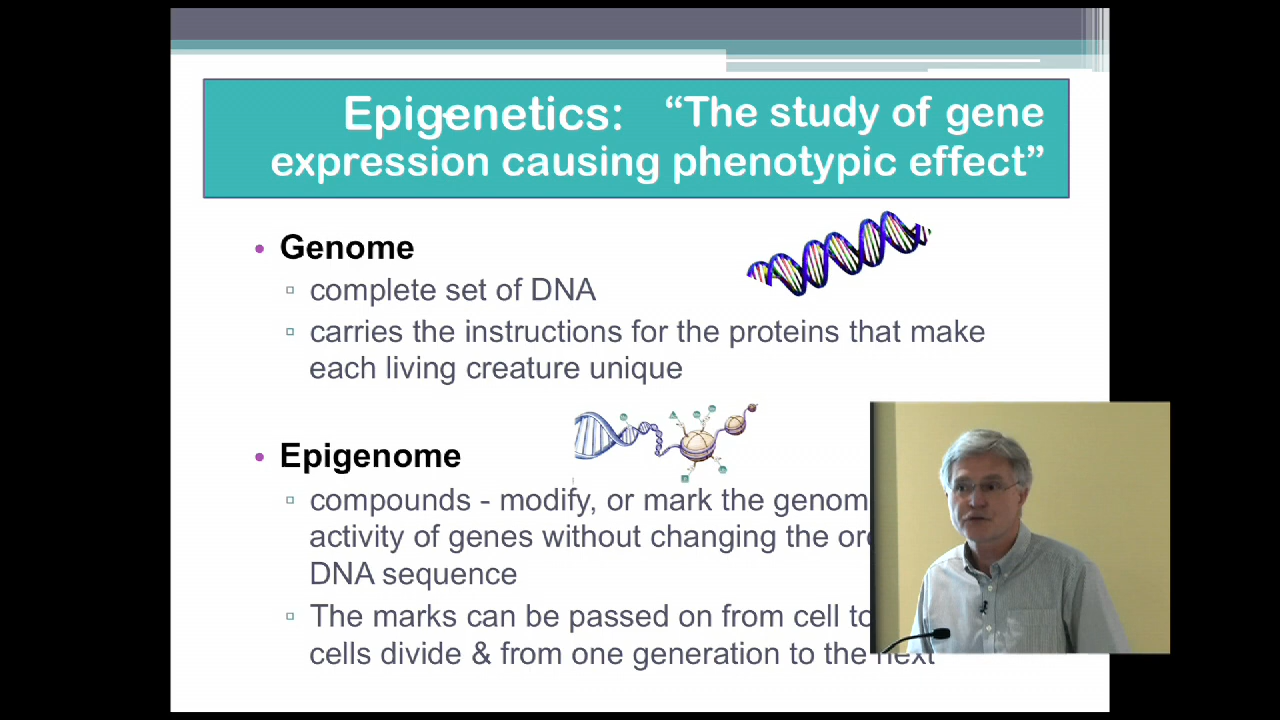 Epigenetics: “The study of gene
expression causing phenotypic effect”
• Genome
▫ complete set of DNA
▫ carries the instructions for the proteins that make
each living creature unique
• Epigenome
▫ compounds - modify, or mark the genom
activity of genes without changing the
DNA sequence
▫ The marks can be passed on from cell to
cells divide & from one generation to the next